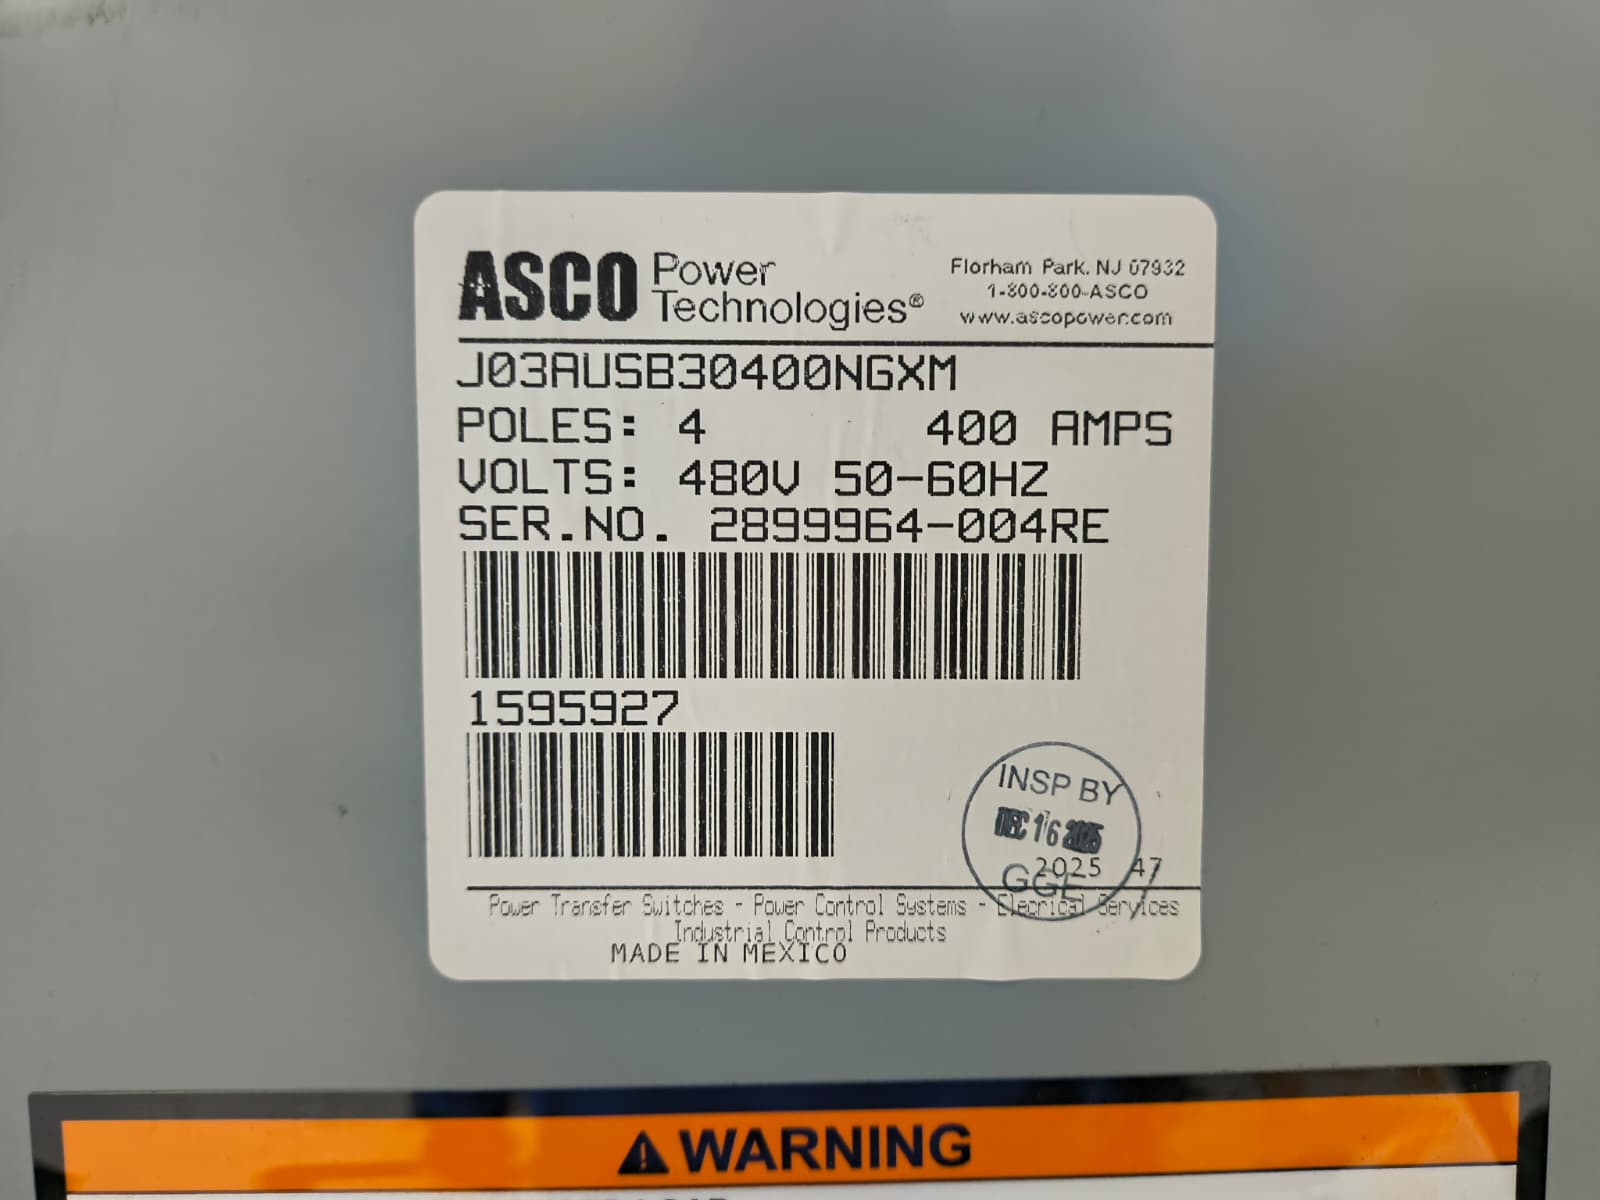 ASCO Power Technologies®
Florham Park, NJ 07932
1-800-800-ASCO
www.ascopower.com
J03AUSB30400NGXM
POLES: 4 400 AMPS
VOLTS: 480V 50-60HZ
SER.NO. 2899964-004RE
1595927
INSP BY
DEC 16 2025
GGE
2025 47
Power Transfer Switches - Power Control Systems - Elecrical Services
Industrial Control Products
MADE IN MEXICO
WARNING